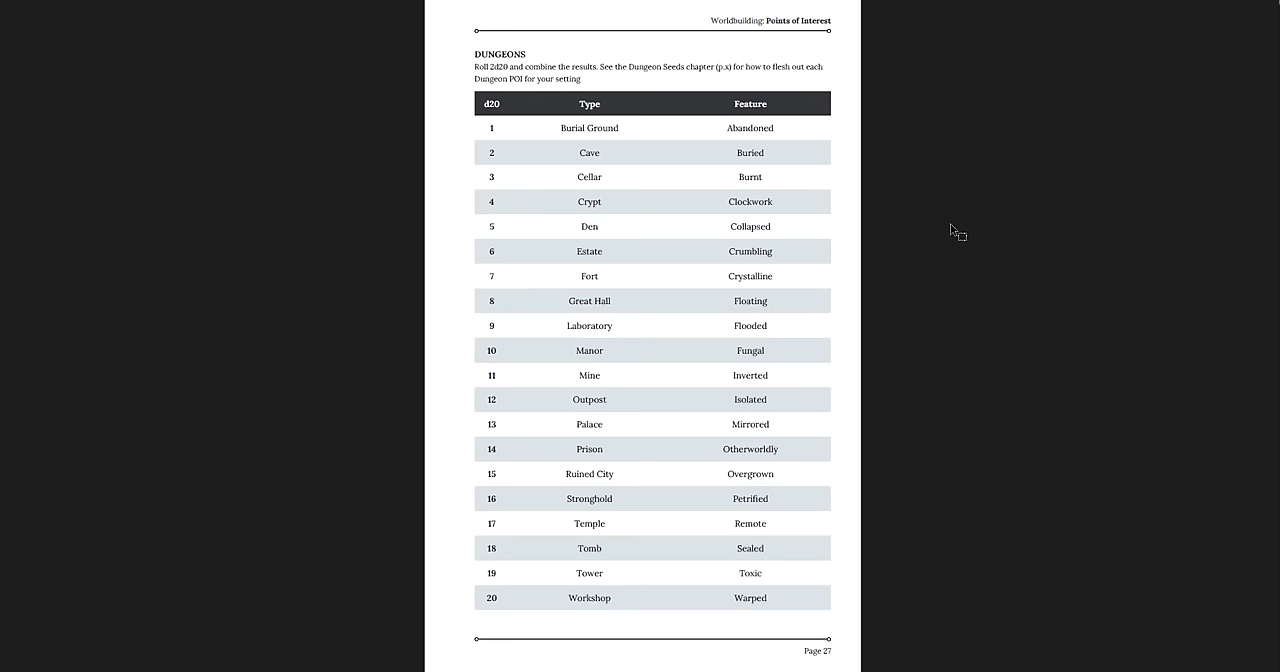 Worldbuilding: Points of Interest
DUNGEONS
Roll 2d20 and combine the results. See the Dungeon Seeds chapter (p.x) for how to flesh out each
Dungeon POI for your setting
d20 Type Feature
1 Burial Ground Abandoned
2 Cave Buried
3 Cellar Burnt
4 Crypt Clockwork
5 Den Collapsed
6 Estate Crumbling
7 Fort Crystalline
8 Great Hall Floating
9 Laboratory Flooded
10 Manor Fungal
11 Mine Inverted
12 Outpost Isolated
13 Palace Mirrored
14 Prison Otherworldly
15 Ruined City Overgrown
16 Stronghold Petrified
17 Temple Remote
18 Tomb Sealed
19 Tower Toxic
20 Workshop Warped
Page 27